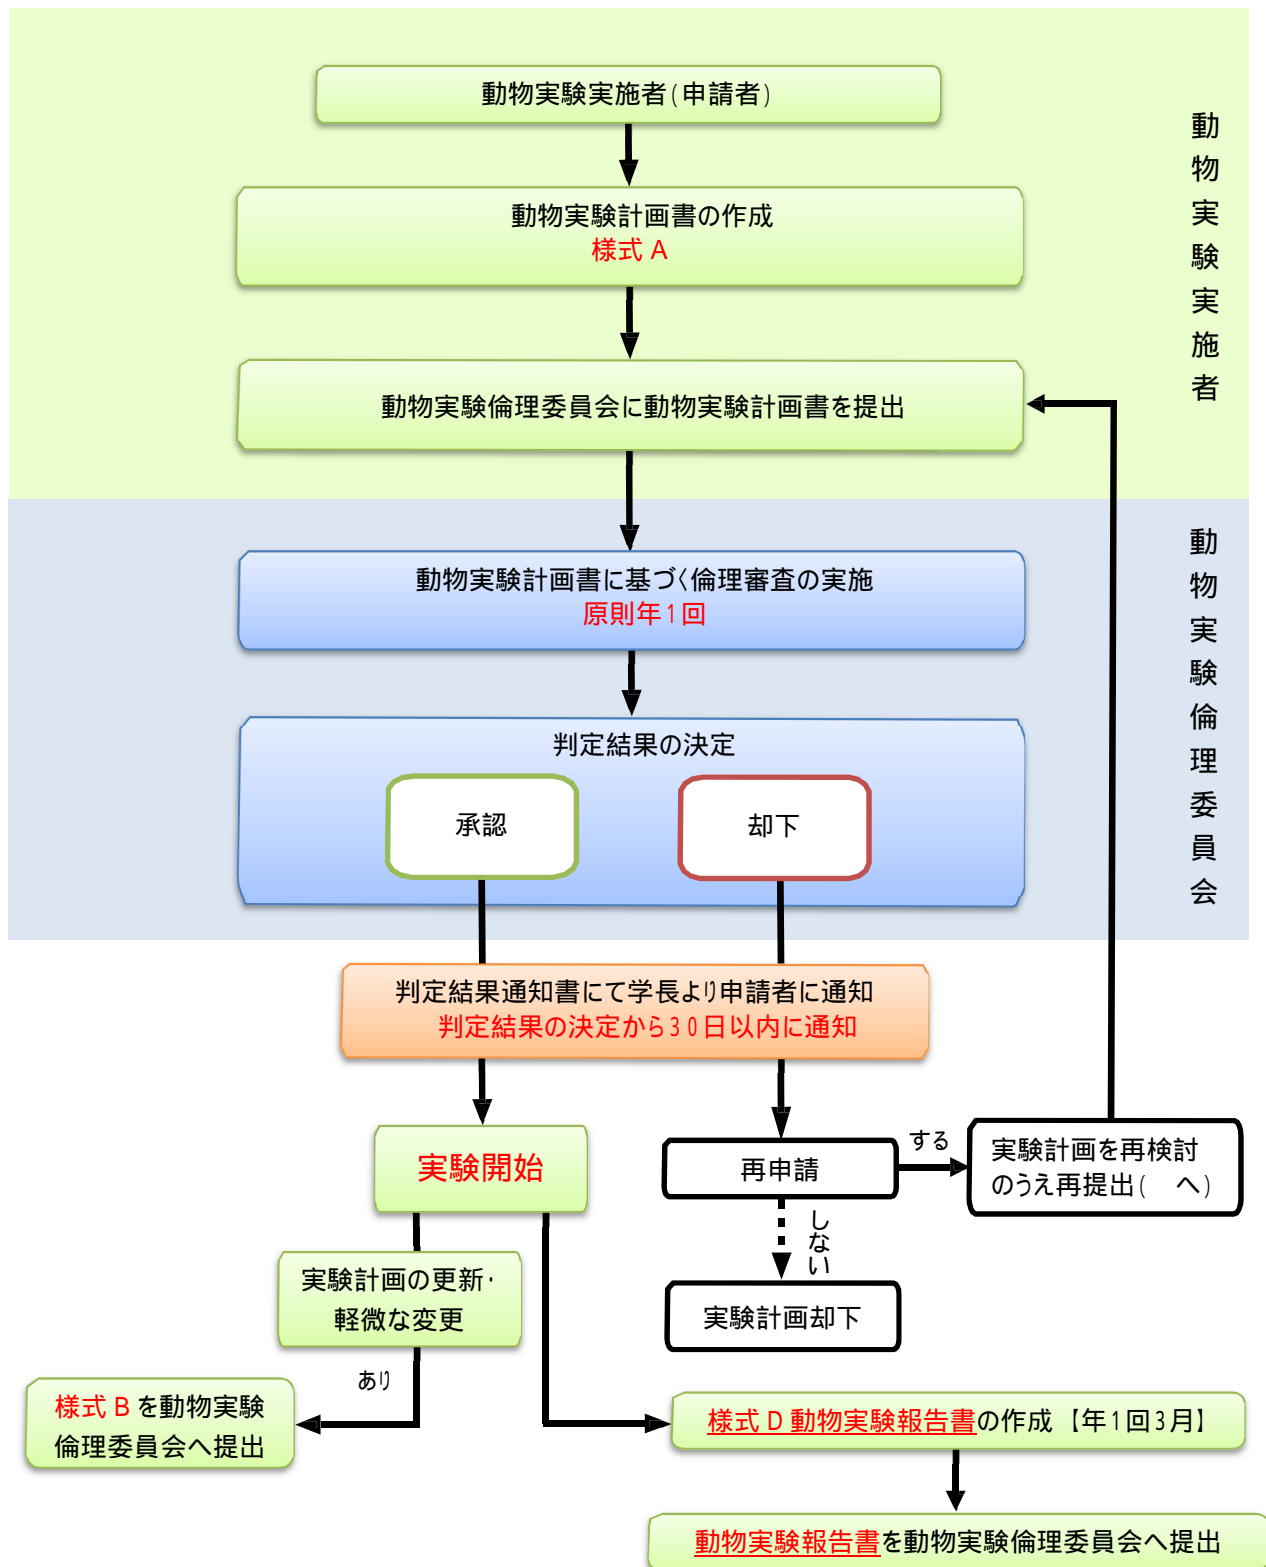 動物実験実施者(申請者)
動物実験計画書の作成
様式 A
動物実験倫理委員会に動物実験計画書を提出
動物実験実施者
動物実験計画書に基づく倫理審査の実施
原則年1回
判定結果の決定
承認
却下
動物実験倫理委員会
判定結果通知書にて学長より申請者に通知
判定結果の決定から30日以内に通知
実験開始
再申請
する
実験計画を再検討
のうえ再提出( へ)
しない
実験計画の更新・
軽微な変更
実験計画却下
あり
様式 B を動物実験
倫理委員会へ提出
様式 D 動物実験報告書の作成【年1回3月】
動物実験報告書を動物実験倫理委員会へ提出